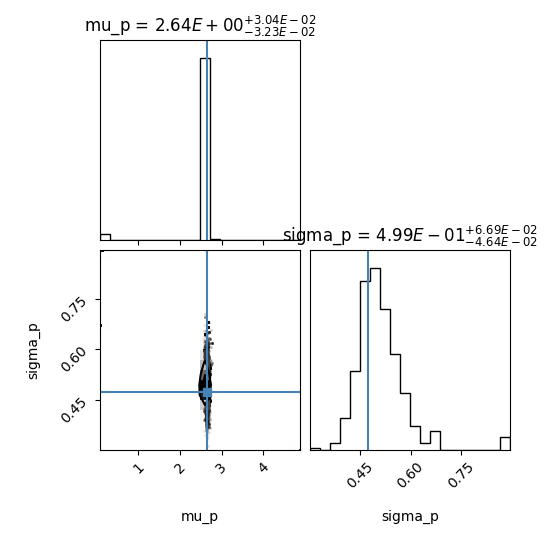 mu_p = 2.64E + 00+3.04E − 02 −3.23E − 02
sigma_p = 4.99E − 01+6.69E − 02 −4.64E − 02
0.75
0.60
0.45
sigma_p
1 2 3 4
0.45 0.60 0.75
mu_p
sigma_p